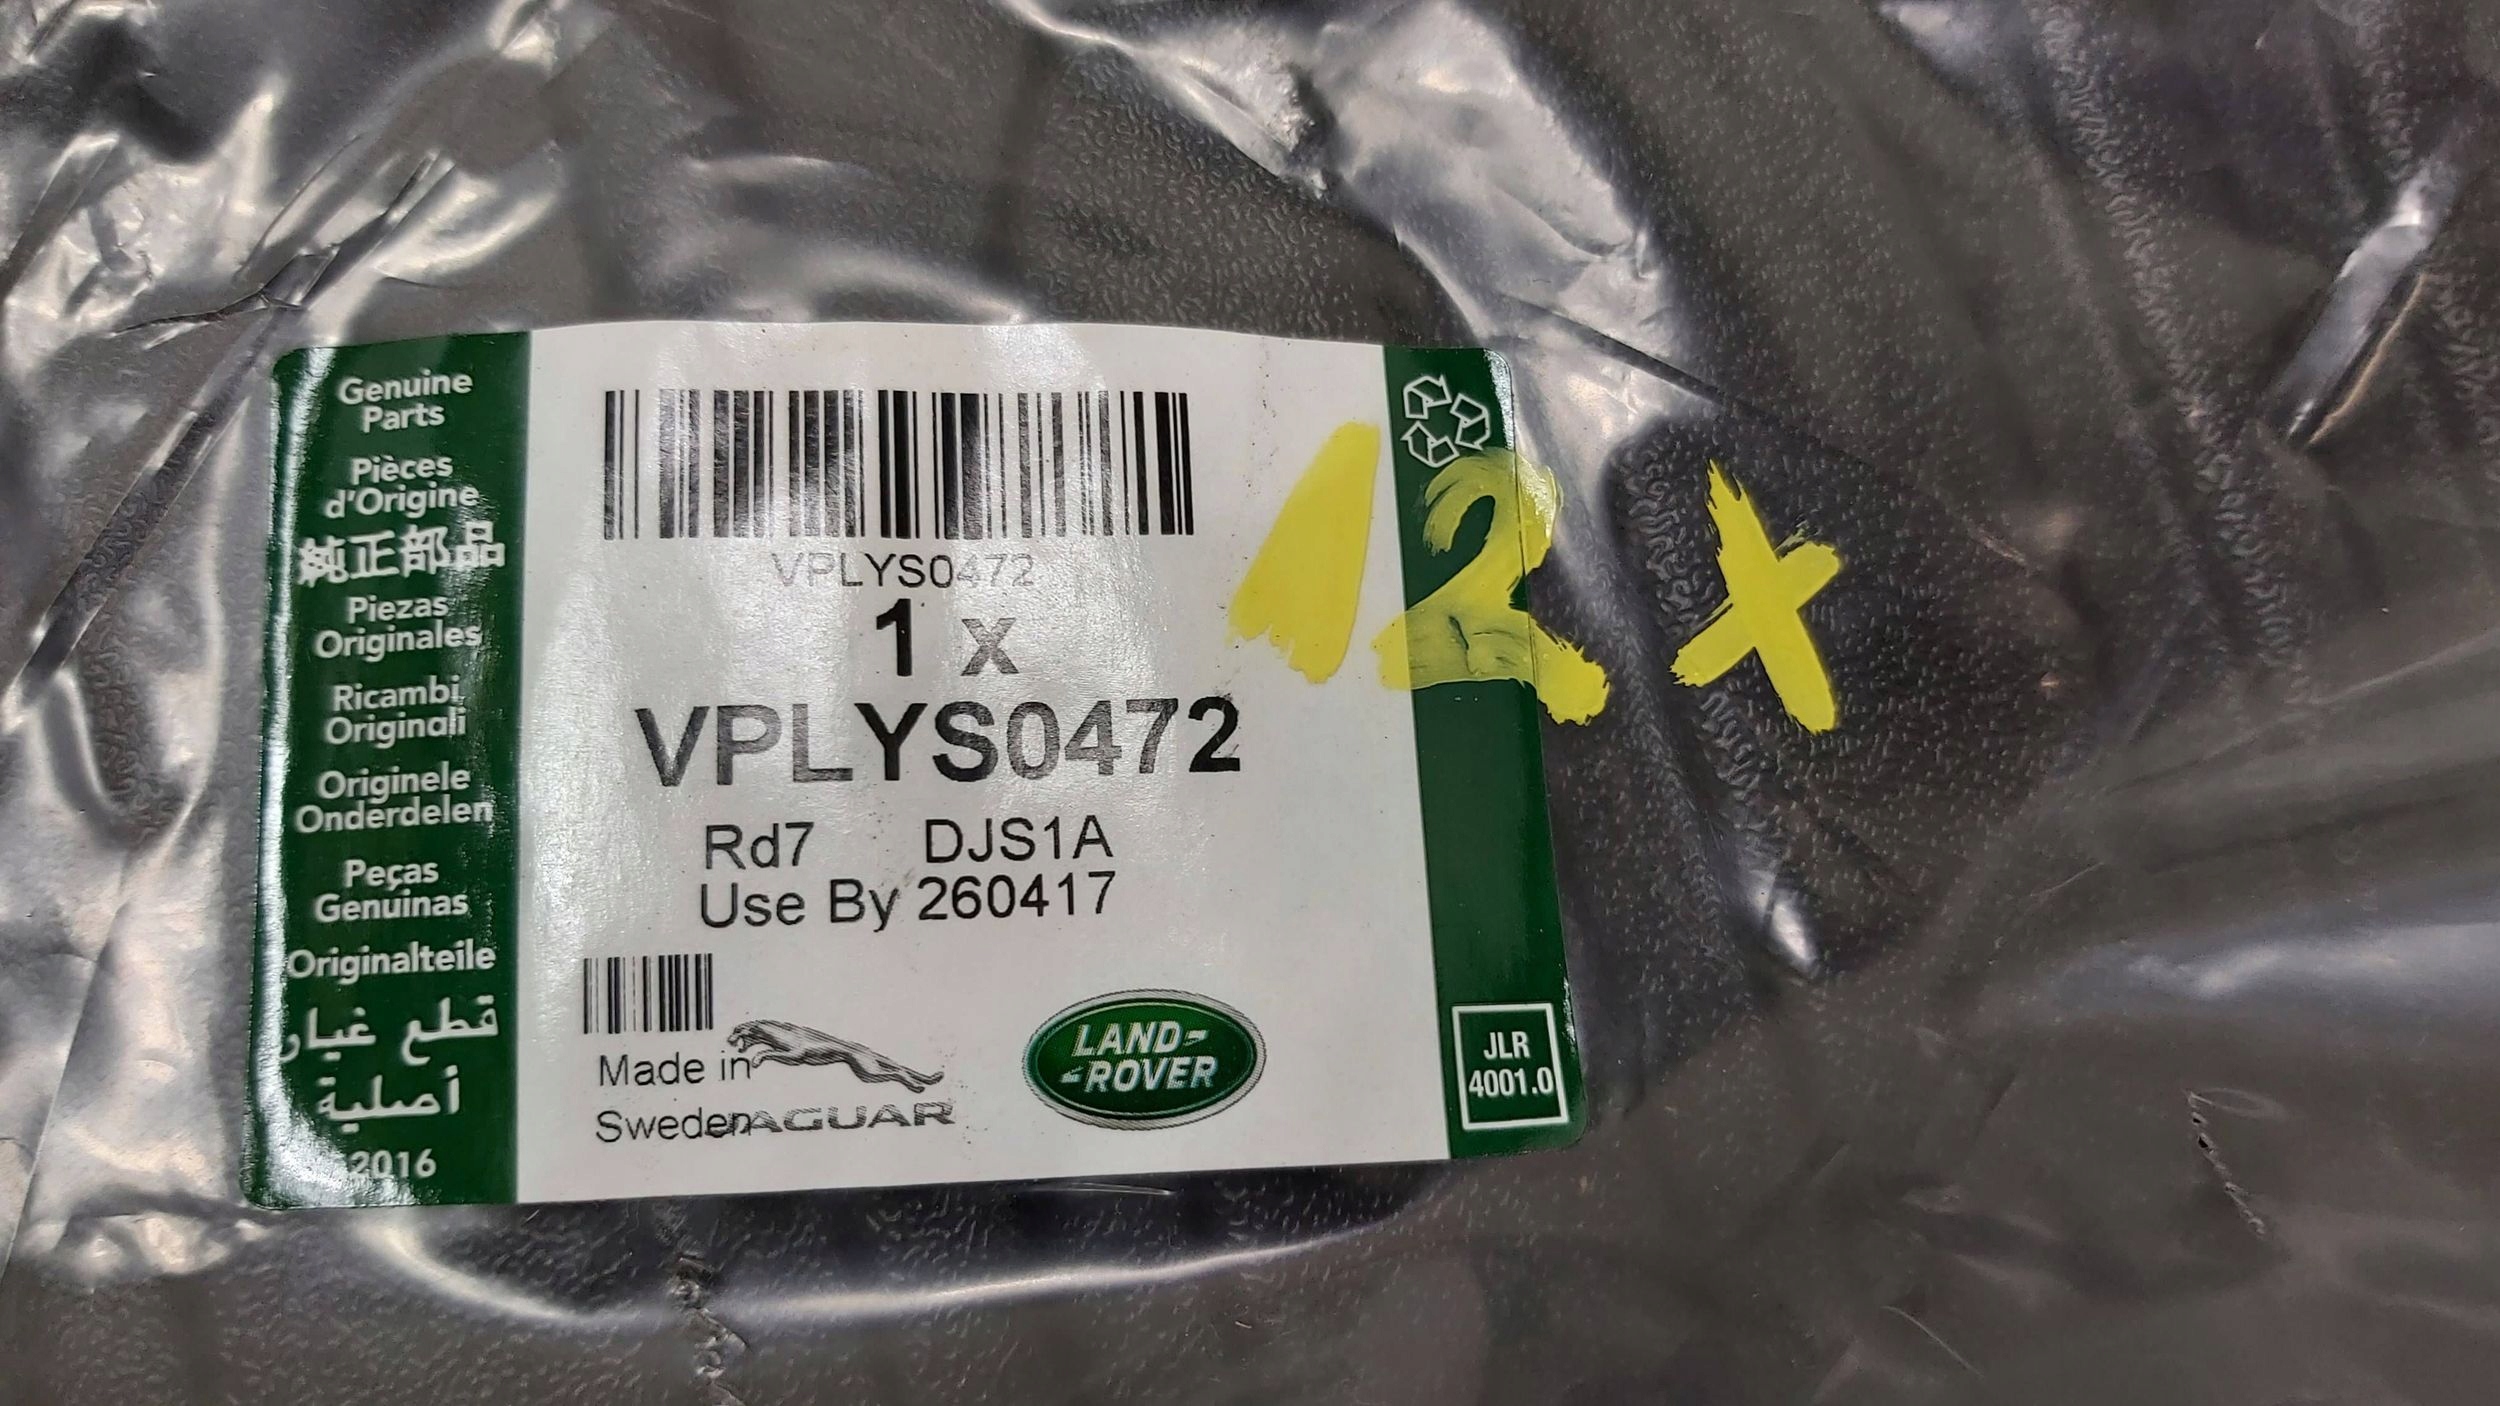 Genuine
Parts
Pièces
d'Origine
純正部品
Piezas
Originales
Ricambi
Originali
Originele
Onderdelen
Peças
Genuinas
Originalteile
قطع غيار
أصلية
2016
VPLYS0472
1 x
VPLYS0472
Rd7 DJS1A
Use By 260417
Made in
Sweden
JAGUAR
LAND-
-ROVER
12 x
JLR
4001.0